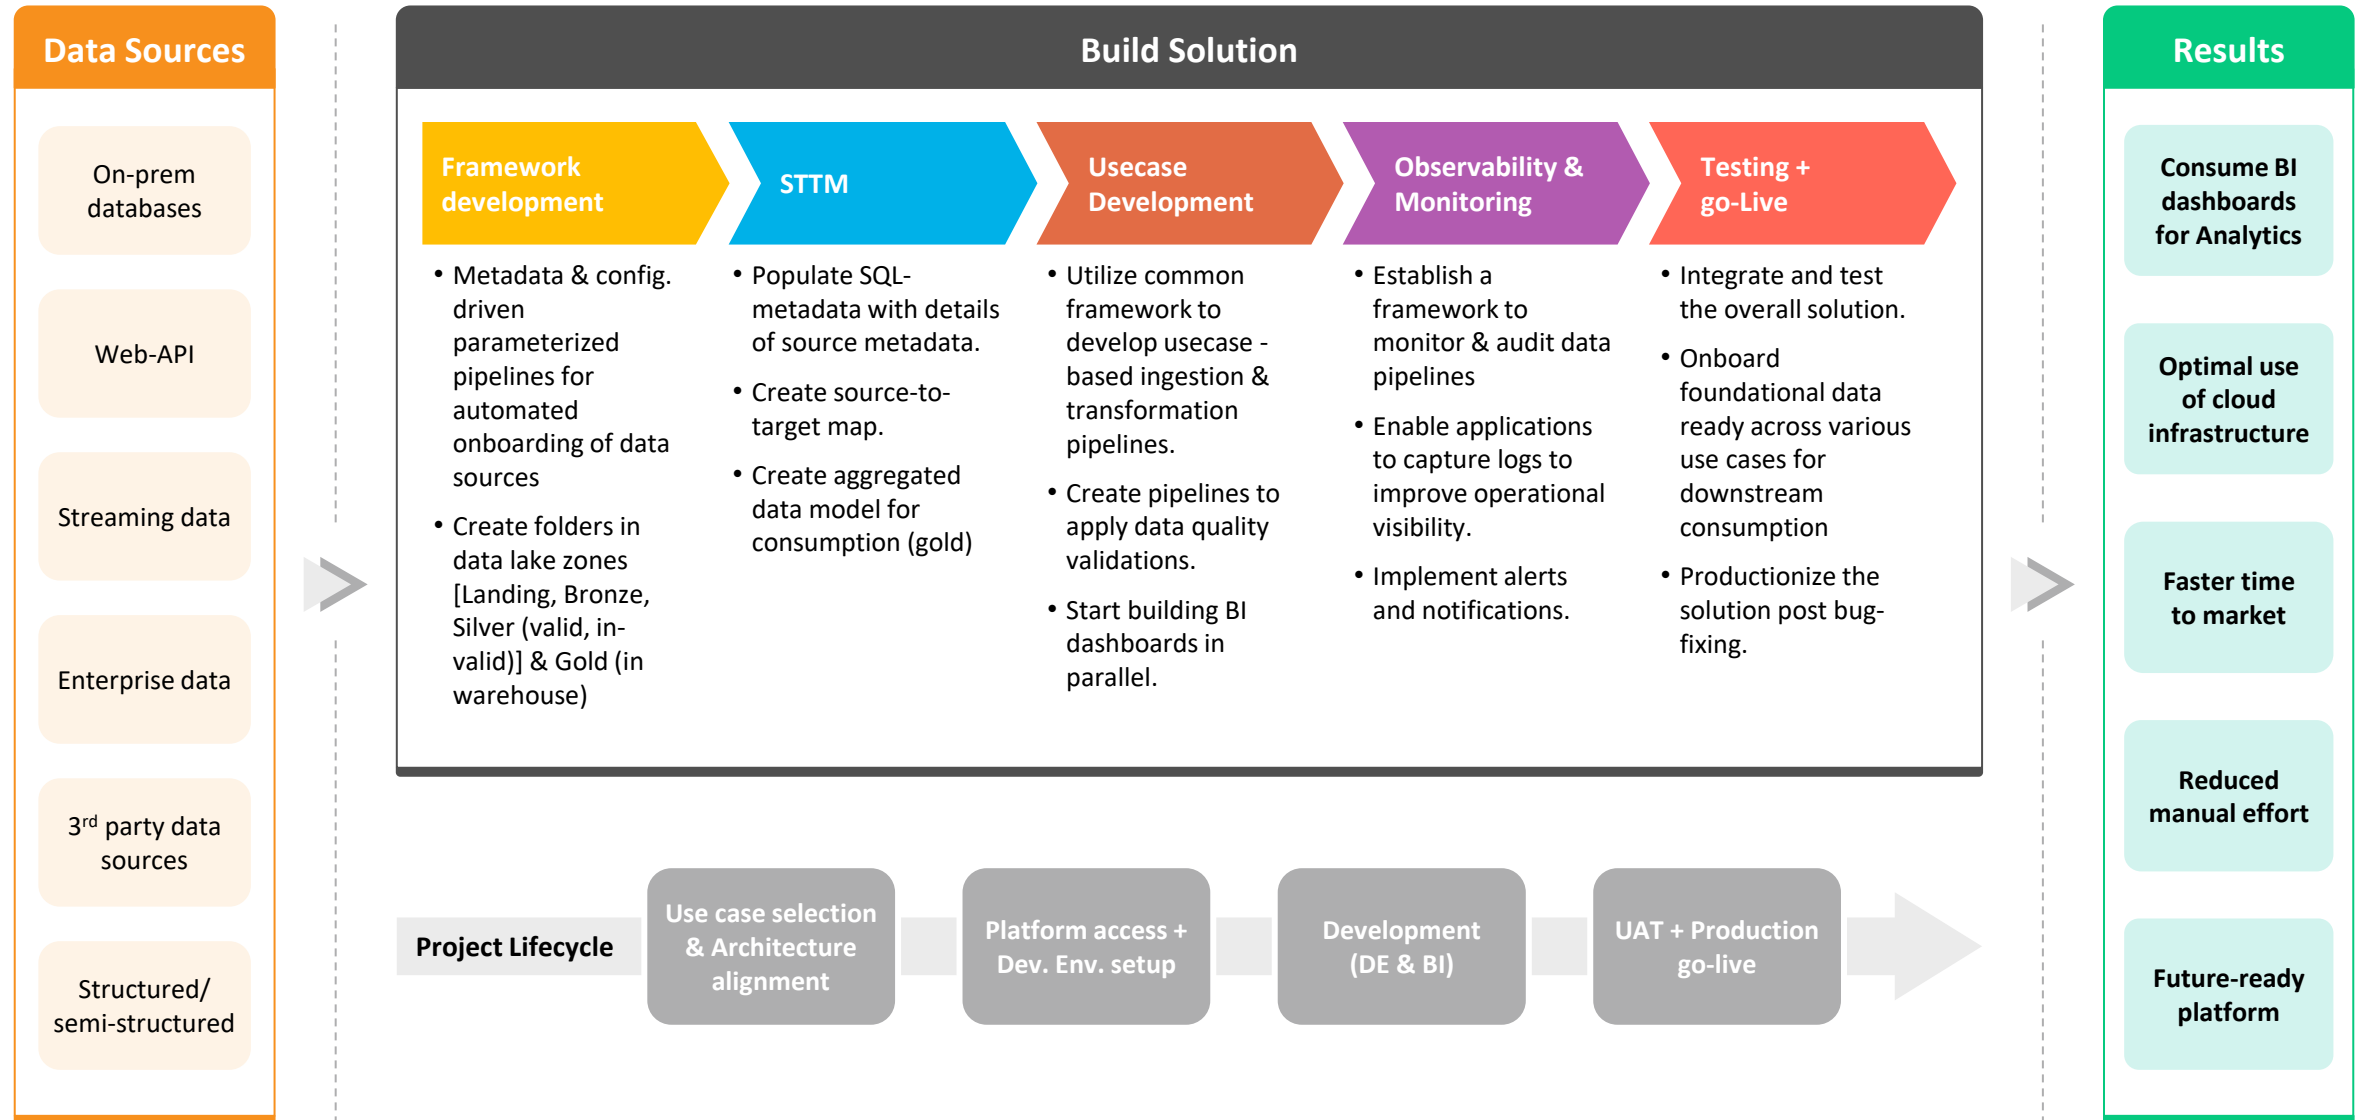 Data Sources
On-prem
databases
Web-API
Streaming data
Enterprise data
3rd party data
sources
Structured/
semi-structured
Build Solution
Framework
development
• Metadata & config.
driven
parameterized
pipelines for
automated
onboarding of data
sources
• Create folders in
data lake zones
[Landing, Bronze,
Silver (valid, in-
valid)] & Gold (in
warehouse)
STTM
• Populate SQL-
metadata with details
of source metadata.
• Create source-to-
target map.
• Create aggregated
data model for
consumption (gold)
Usecase
Development
• Utilize common
framework to
develop usecase -
based ingestion &
transformation
pipelines.
• Create pipelines to
apply data quality
validations.
• Start building BI
dashboards in
parallel.
Observability &
Monitoring
• Establish a
framework to
monitor & audit data
pipelines
• Enable applications
to capture logs to
improve operational
visibility.
• Implement alerts
and notifications.
Testing +
go-Live
• Integrate and test
the overall solution.
• Onboard
foundational data
ready across various
use cases for
downstream
consumption
• Productionize the
solution post bug-
fixing.
Project Lifecycle
Use case selection
& Architecture
alignment
Platform access +
Dev. Env. setup
Development
(DE & BI)
UAT + Production
go-live
Results
Consume BI
dashboards
for Analytics
Optimal use
of cloud
infrastructure
Faster time
to market
Reduced
manual effort
Future-ready
platform